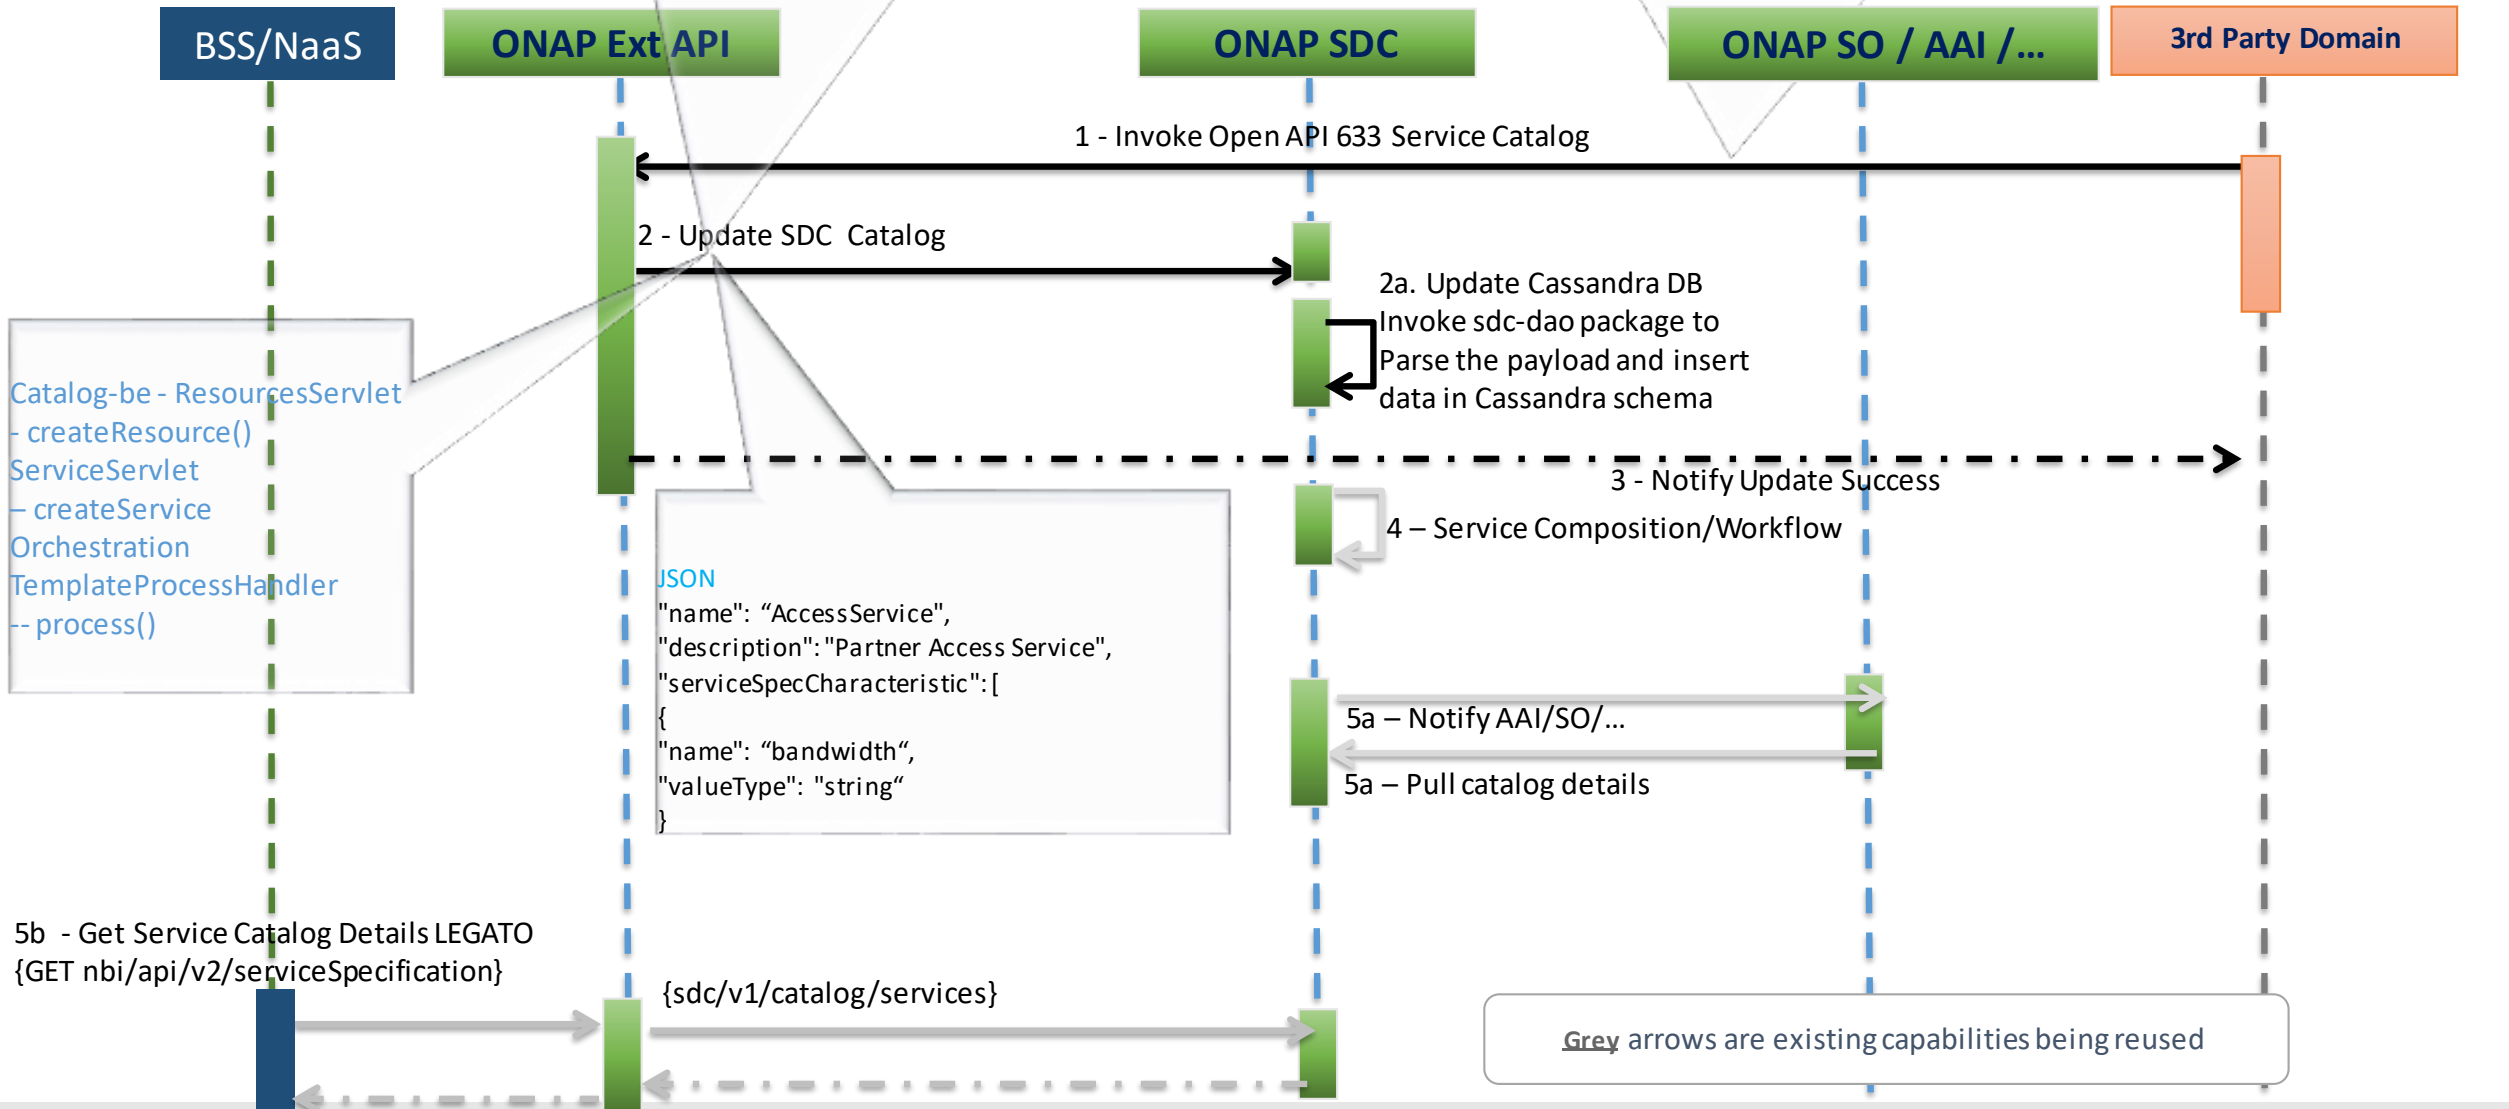 BSS/NaaS
ONAP Ext API
ONAP SDC
ONAP SO / AAI /...
3rd Party Domain
1 - Invoke Open API 633 Service Catalog
2 - Update SDC Catalog
2a. Update Cassandra DB
Invoke sdc-dao package to
Parse the payload and insert
data in Cassandra schema
Catalog-be - ResourcesServlet
- createResource()
ServiceServlet
– createService
Orchestration
TemplateProcessHandler
-- process()
3 - Notify Update Success
4 – Service Composition/Workflow
JSON
"name": “AccessService",
"description": "Partner Access Service",
"serviceSpecCharacteristic": [
{
"name": “bandwidth“,
"valueType": "string“
}
5a – Notify AAI/SO/...
5a – Pull catalog details
5b - Get Service Catalog Details LEGATO
{GET nbi/api/v2/serviceSpecification}
{sdc/v1/catalog/services}
Grey arrows are existing capabilities being reused